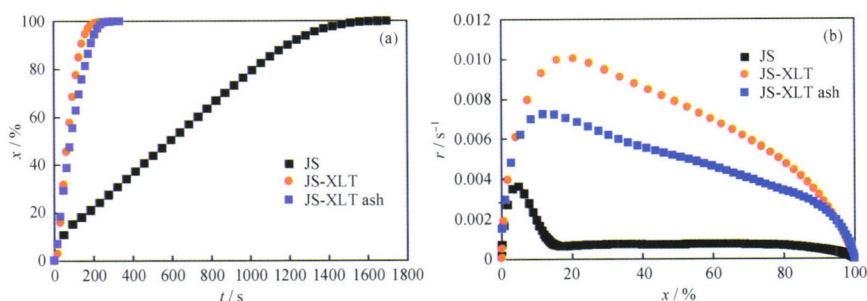 100
80
60
40
20
0
x / %
(a)
JS
JS-XLT
JS-XLT ash
0 200 400 600 800 1000 1200 1400 1600 1800
t / s
0.012
0.010
0.008
0.006
0.004
0.002
0
r / s⁻¹
(b)
JS
JS-XLT
JS-XLT ash
0 20 40 60 80 100
x / %